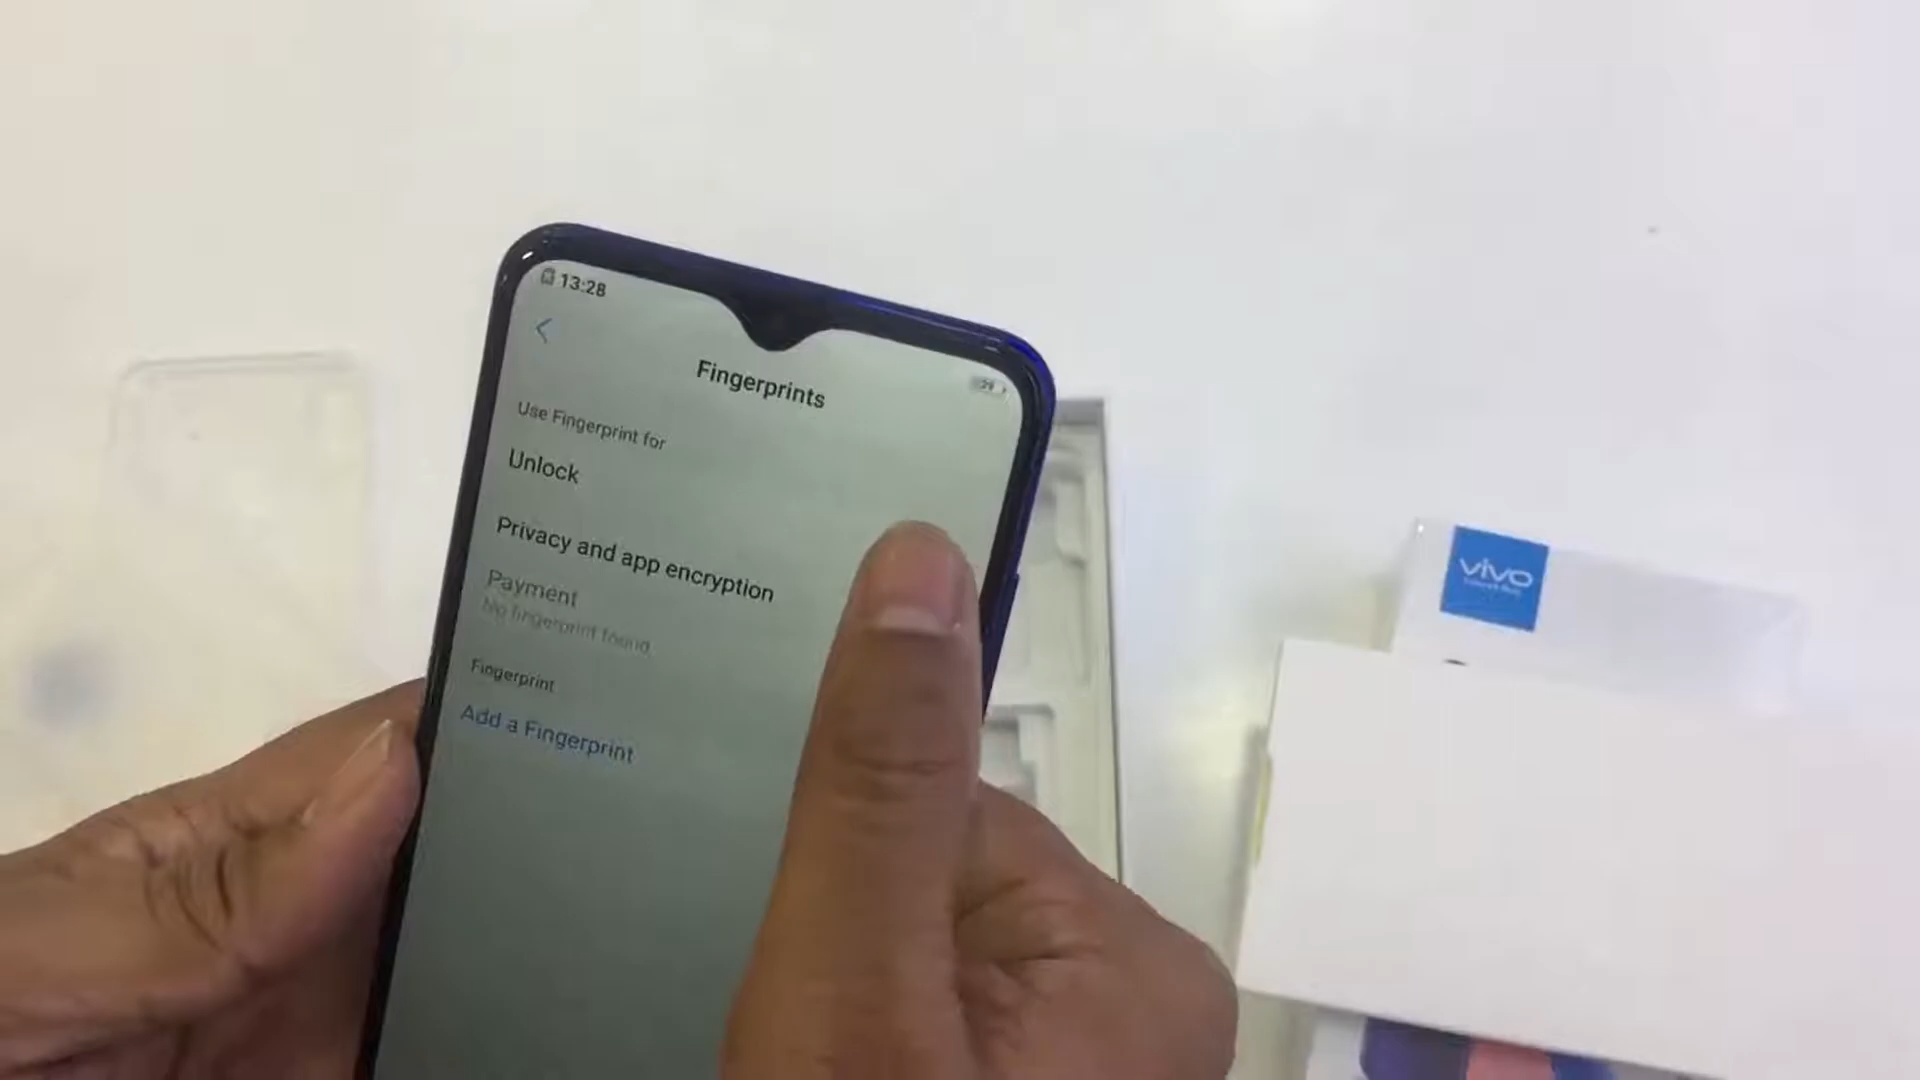 13:28
29
Fingerprints
Use Fingerprint for
Unlock
Privacy and app encryption
Payment
No fingerprint found
Fingerprint
Add a Fingerprint
vivo